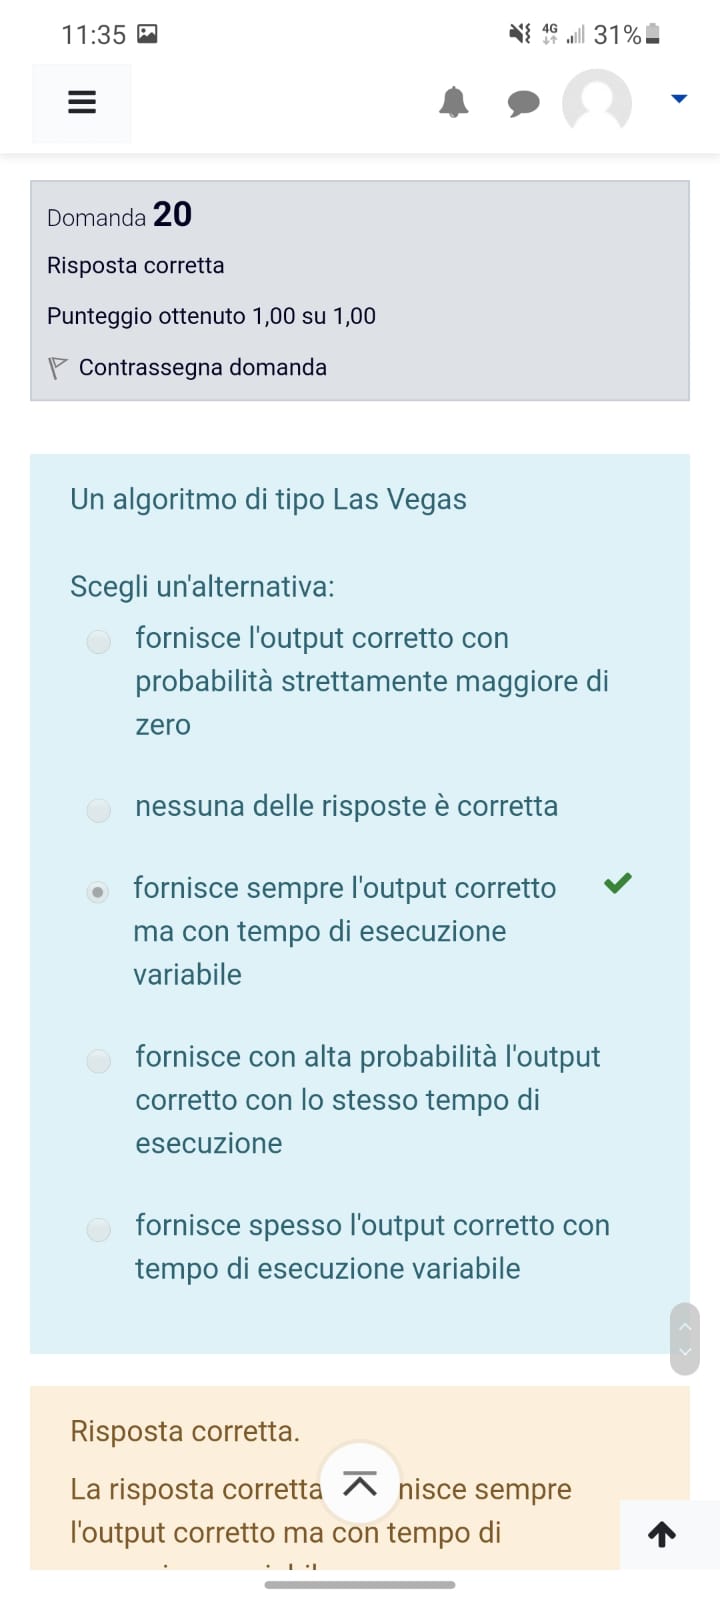 11:35 4G 31%
Domanda 20
Risposta corretta
Punteggio ottenuto 1,00 su 1,00
Contrassegna domanda
Un algoritmo di tipo Las Vegas
Scegli un'alternativa:
fornisce l'output corretto con
probabilità strettamente maggiore di
zero
nessuna delle risposte è corretta
fornisce sempre l'output corretto
ma con tempo di esecuzione
variabile
fornisce con alta probabilità l'output
corretto con lo stesso tempo di
esecuzione
fornisce spesso l'output corretto con
tempo di esecuzione variabile
Risposta corretta.
La risposta corretta nisce sempre
l'output corretto ma con tempo di